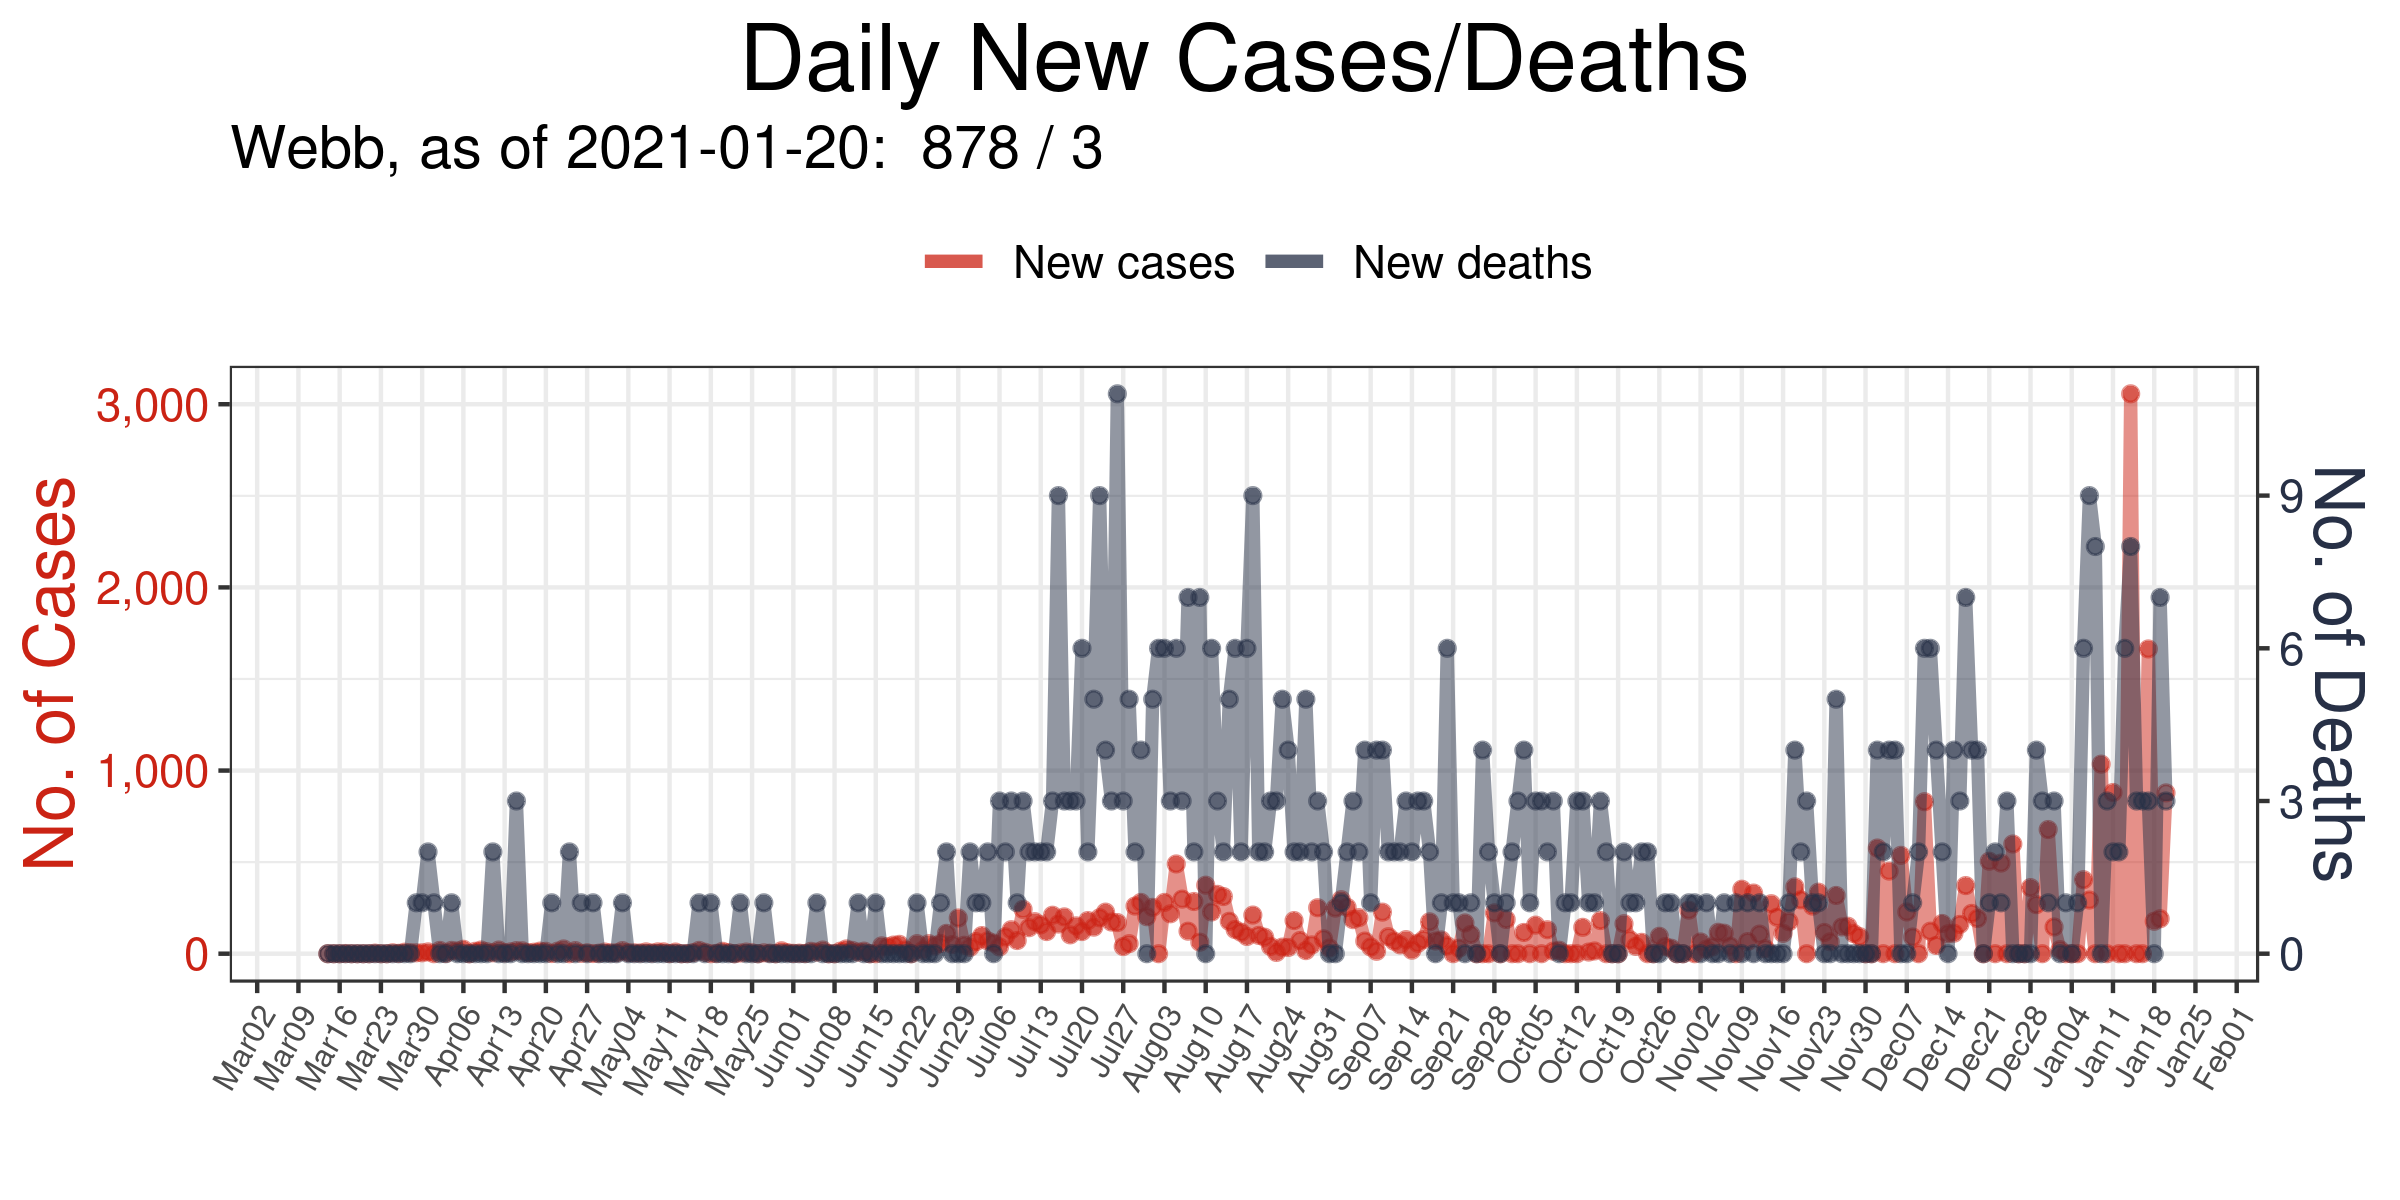 Daily New Cases/Deaths
Webb, as of 2021-01-20:  878 / 3
New cases New deaths
No. of Cases
3,000
2,000
1,000
0
9
6
3
0
No. of Deaths
Mar02 Mar09 Mar16 Mar23 Mar30 Apr06 Apr13 Apr20 Apr27 May04 May11 May18 May25 Jun01 Jun08 Jun15 Jun22 Jun29 Jul06 Jul13 Jul20 Jul27 Aug03 Aug10 Aug17 Aug24 Aug31 Sep07 Sep14 Sep21 Sep28 Oct05 Oct12 Oct19 Oct26 Nov02 Nov09 Nov16 Nov23 Nov30 Dec07 Dec14 Dec21 Dec28 Jan04 Jan11 Jan18 Jan25 Feb01